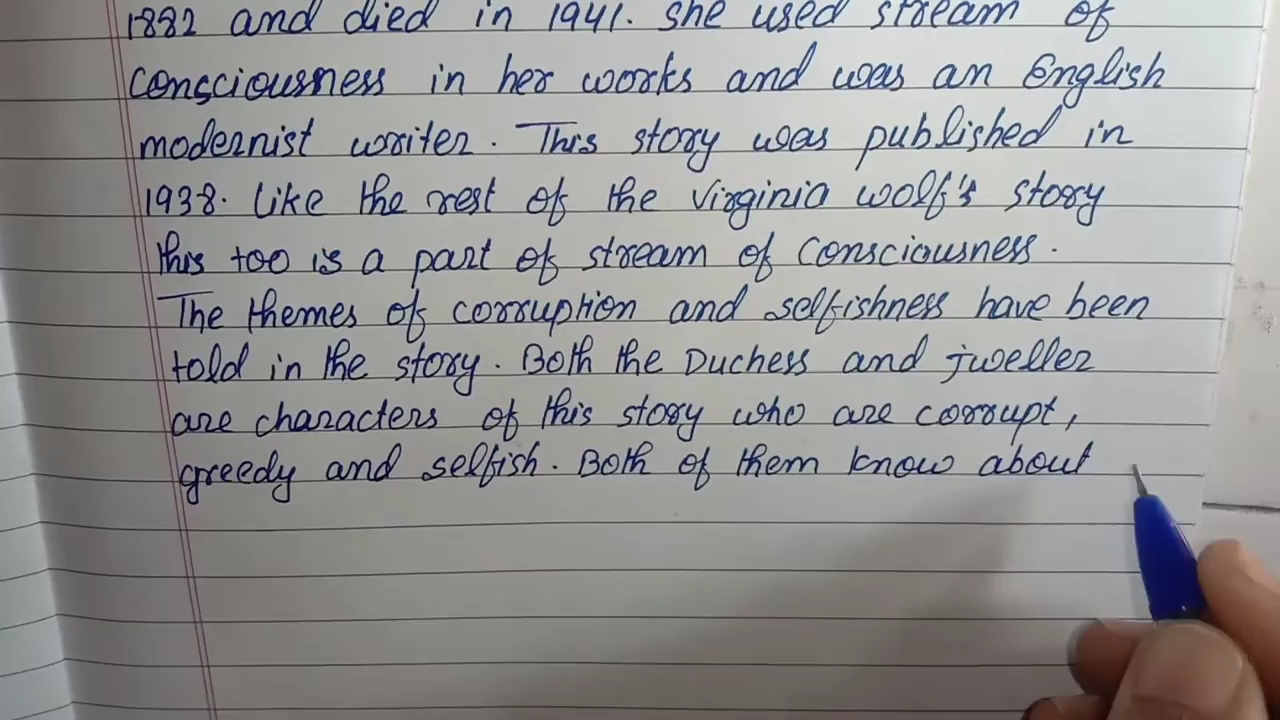 1882 and died in 1941. She used stream of
consciousness in her works and was an English
modernist writer. This story was published in
1938. Like the rest of the Virginia Wolf's story
this too is a part of stream of consciousness.
The themes of corruption and selfishness have been
told in the story. Both the Duchess and jweller
are characters of this story who are corrupt,
greedy and selfish. Both of them know about